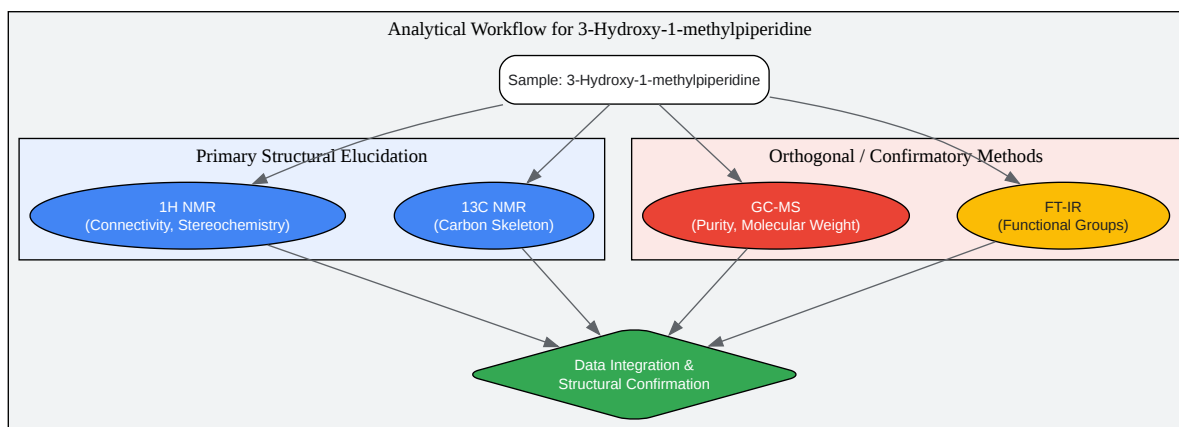 Analytical Workflow for 3-Hydroxy-1-methylpiperidine
Sample: 3-Hydroxy-1-methylpiperidine
Primary Structural Elucidation
Orthogonal / Confirmatory Methods
1H NMR
(Connectivity, Stereochemistry)
13C NMR
(Carbon Skeleton)
GC-MS
(Purity, Molecular Weight)
FT-IR
(Functional Groups)
Data Integration &
Structural Confirmation